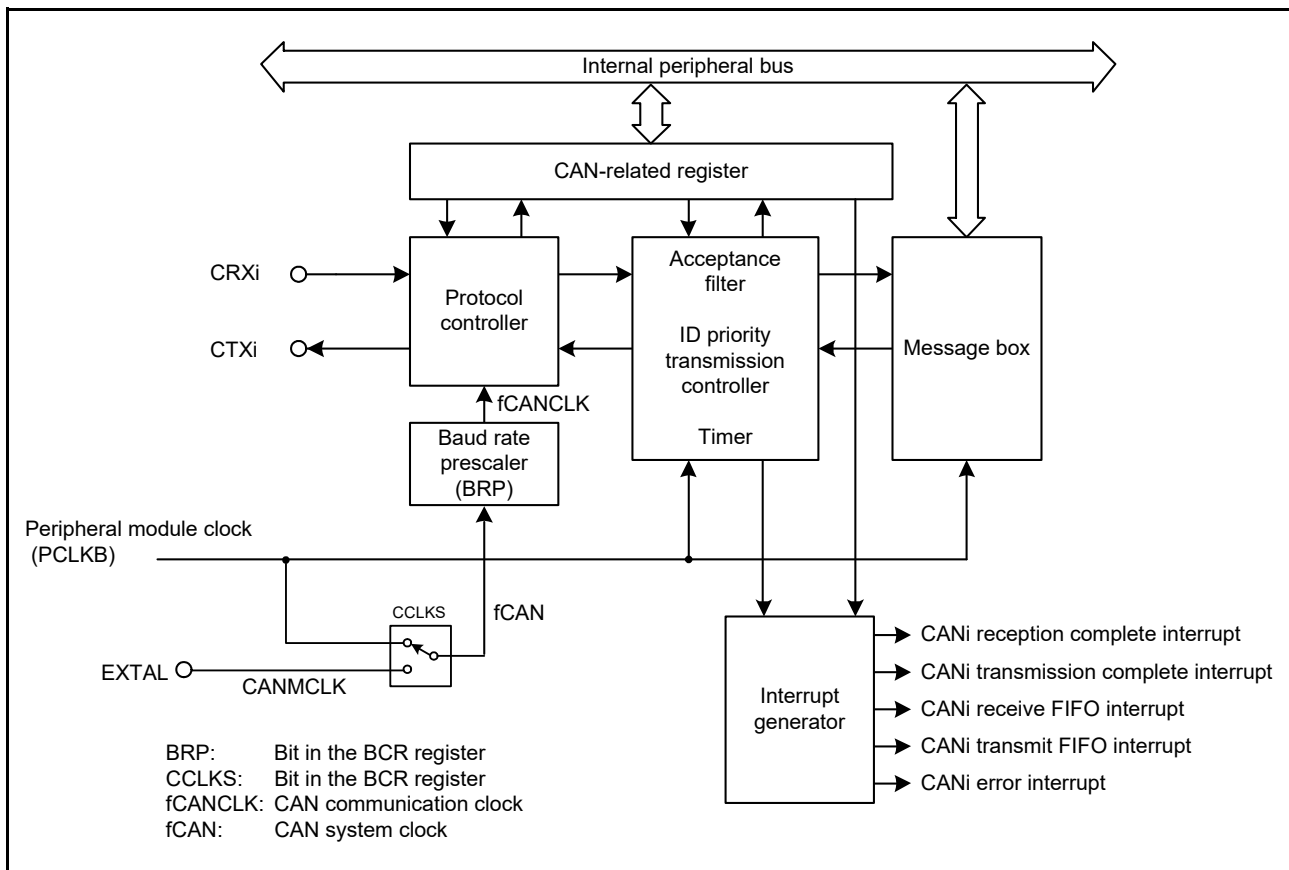 Internal peripheral bus
CAN-related register
CRXi
CTXi
Protocol
controller
Acceptance
filter
ID priority
transmission
controller
Timer
Message box
fCANCLK
Baud rate
prescaler
(BRP)
Peripheral module clock
(PCLKB)
CCLKS
fCAN
EXTAL
CANMCLK
Interrupt
generator
CANi reception complete interrupt
CANi transmission complete interrupt
CANi receive FIFO interrupt
CANi transmit FIFO interrupt
CANi error interrupt
BRP: Bit in the BCR register
CCLKS: Bit in the BCR register
fCANCLK: CAN communication clock
fCAN: CAN system clock